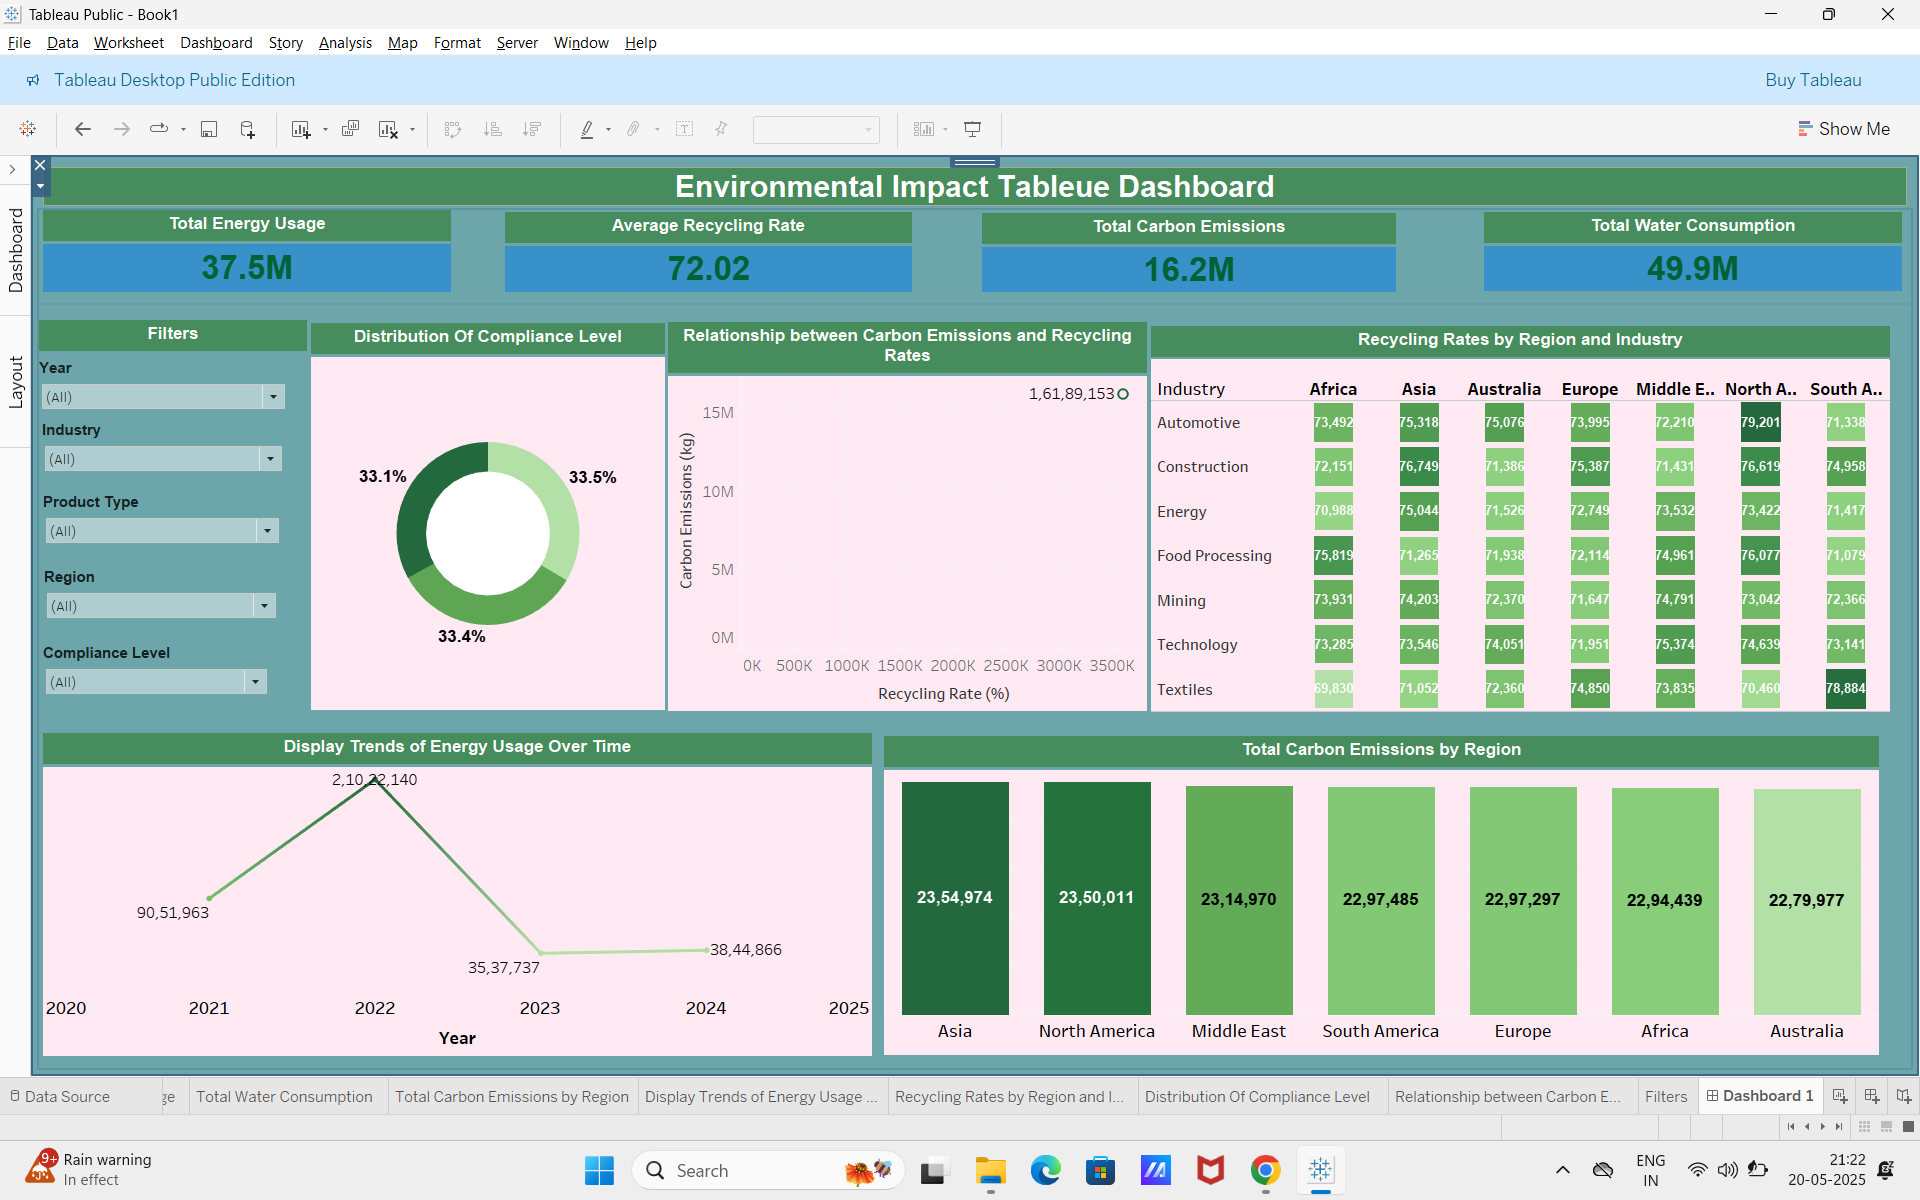 Tableau Public - Book1
File Data Worksheet Dashboard Story Analysis Map Format Server Window Help
Tableau Desktop Public Edition
Buy Tableau
Show Me
Dashboard
Layout
Environmental Impact Tableue Dashboard
Total Energy Usage
37.5M
Average Recycling Rate
72.02
Total Carbon Emissions
16.2M
Total Water Consumption
49.9M
Filters
Year
(All)
Industry
(All)
Product Type
(All)
Region
(All)
Compliance Level
(All)
Distribution Of Compliance Level
33.1%
33.5%
33.4%
Relationship between Carbon Emissions and Recycling
Rates
1,61,89,153
Carbon Emissions (kg)
15M
10M
5M
0M
0K 500K 1000K 1500K 2000K 2500K 3000K 3500K
Recycling Rate (%)
Recycling Rates by Region and Industry
Industry Africa Asia Australia Europe Middle E.. North A.. South A..
Automotive 73,492 75,318 75,076 73,995 72,210 79,201 71,338
Construction 72,151 76,749 71,386 75,387 71,431 76,619 74,958
Energy 70,988 75,044 71,526 72,749 73,532 73,422 71,417
Food Processing 75,819 71,265 71,938 72,114 74,961 76,077 71,079
Mining 73,931 74,203 72,370 71,647 74,791 73,042 72,366
Technology 73,285 73,546 74,051 71,951 75,374 74,639 73,141
Textiles 69,830 71,052 72,360 74,850 73,835 70,460 78,884
Display Trends of Energy Usage Over Time
2,10,22,140
90,51,963
35,37,737
38,44,866
2020 2021 2022 2023 2024 2025
Year
Total Carbon Emissions by Region
23,54,974 23,50,011 23,14,970 22,97,485 22,97,297 22,94,439 22,79,977
Asia North America Middle East South America Europe Africa Australia
Data Source ge Total Water Consumption Total Carbon Emissions by Region Display Trends of Energy Usage ... Recycling Rates by Region and I... Distribution Of Compliance Level Relationship between Carbon E... Filters Dashboard 1
9+
Rain warning
In effect
Search
ENG
IN
21:22
20-05-2025